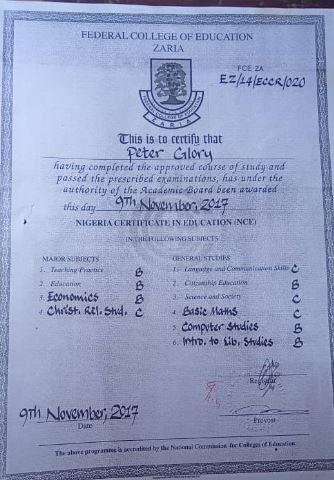 FEDERAL COLLEGE OF EDUCATION
ZARIA
FCE ZA
EZ/14/ECCR/020
ZARIA
This is to certify that
Peter Glory
having completed the approved course of study and
passed the prescribed examinations, has under the
authority of the Academic Board been awarded
this day 9th November, 2017
NIGERIA CERTIFICATE IN EDUCATION (NCE)
IN THE FOLLOWING SUBJECTS
MAJOR SUBJECTS
1. Teaching Practice B
2. Education B
3. Economics B
4. Christ. Rel. Stud. C
GENERAL STUDIES
1. Language and Communication Skills C
2. Citizenship Education B
3. Science and Society C
4. Basic Maths C
5. Computer Studies B
6. Intro. to Lib. Studies B
Registrar
9th November, 2017
Date
Provost
The above programme is accredited by the National Commission for Colleges of Education